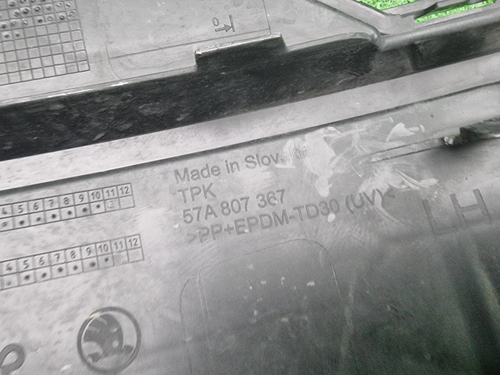 Made in Slov
TPK
57A 807 367
>PP+EPDM-TD30 (UV)<
LH
4 5 6 7 8 9 10 11 12
4 5 6 7 8 9 10 11 12